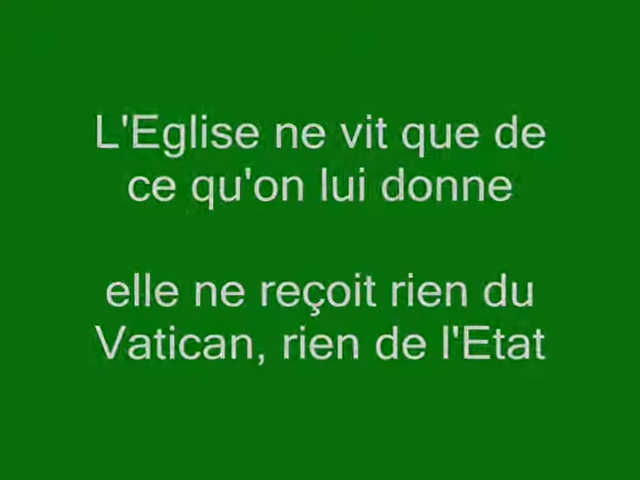 L'Eglise ne vit que de
ce qu'on lui donne
elle ne reçoit rien du
Vatican, rien de l'Etat